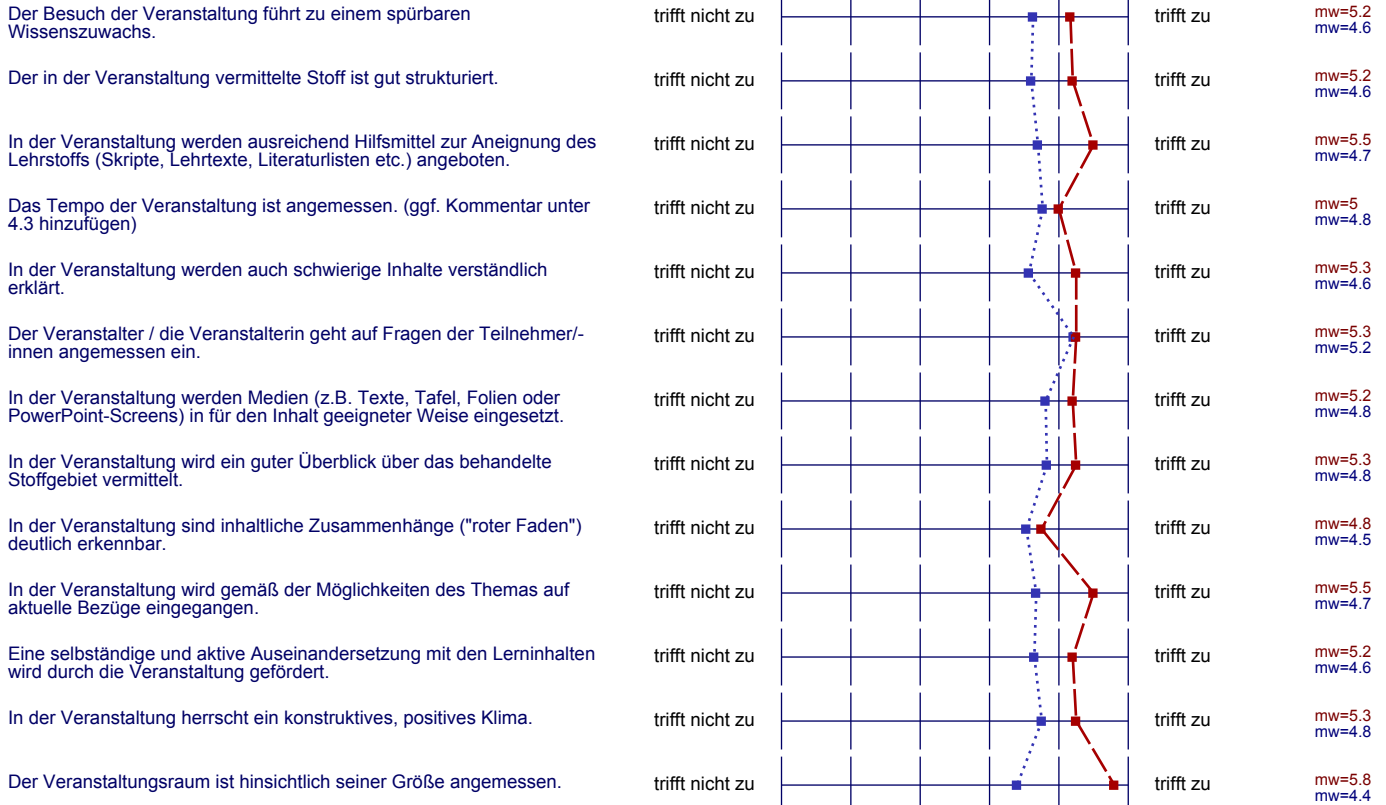 Der Besuch der Veranstaltung führt zu einem spürbaren
Wissenszuwachs.
trifft nicht zu
trifft zu
mw=5.2
mw=4.6
Der in der Veranstaltung vermittelte Stoff ist gut strukturiert.
trifft nicht zu
trifft zu
mw=5.2
mw=4.6
In der Veranstaltung werden ausreichend Hilfsmittel zur Aneignung des
Lehrstoffs (Skripte, Lehrtexte, Literaturlisten etc.) angeboten.
trifft nicht zu
trifft zu
mw=5.5
mw=4.7
Das Tempo der Veranstaltung ist angemessen. (ggf. Kommentar unter
4.3 hinzufügen)
trifft nicht zu
trifft zu
mw=5
mw=4.8
In der Veranstaltung werden auch schwierige Inhalte verständlich
erklärt.
trifft nicht zu
trifft zu
mw=5.3
mw=4.6
Der Veranstalter / die Veranstalterin geht auf Fragen der Teilnehmer/-
innen angemessen ein.
trifft nicht zu
trifft zu
mw=5.3
mw=5.2
In der Veranstaltung werden Medien (z.B. Texte, Tafel, Folien oder
PowerPoint-Screens) in für den Inhalt geeigneter Weise eingesetzt.
trifft nicht zu
trifft zu
mw=5.2
mw=4.8
In der Veranstaltung wird ein guter Überblick über das behandelte
Stoffgebiet vermittelt.
trifft nicht zu
trifft zu
mw=5.3
mw=4.8
In der Veranstaltung sind inhaltliche Zusammenhänge ("roter Faden")
deutlich erkennbar.
trifft nicht zu
trifft zu
mw=4.8
mw=4.5
In der Veranstaltung wird gemäß der Möglichkeiten des Themas auf
aktuelle Bezüge eingegangen.
trifft nicht zu
trifft zu
mw=5.5
mw=4.7
Eine selbständige und aktive Auseinandersetzung mit den Lerninhalten
wird durch die Veranstaltung gefördert.
trifft nicht zu
trifft zu
mw=5.2
mw=4.6
In der Veranstaltung herrscht ein konstruktives, positives Klima.
trifft nicht zu
trifft zu
mw=5.3
mw=4.8
Der Veranstaltungsraum ist hinsichtlich seiner Größe angemessen.
trifft nicht zu
trifft zu
mw=5.8
mw=4.4